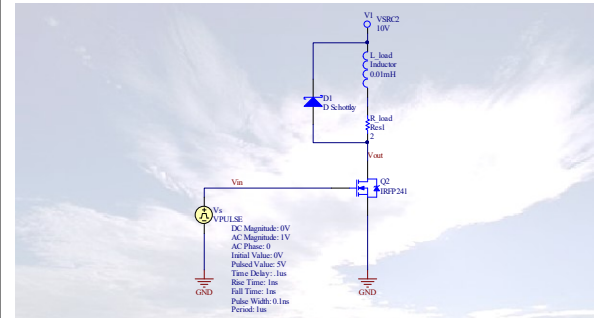 V1
VSRC2
10V
L_load
Inductor
0.01mH
D1
D Schottky
R_load
Res1
2
Vout
Q2
IRFP241
Vin
Vs
VPULSE
DC Magnitude: 0V
AC Magnitude: 1V
AC Phase: 0
Initial Value: 0V
Pulsed Value: 5V
Time Delay: .1us
Rise Time: 1ns
Fall Time: 1ns
Pulse Width: 0.1ns
Period: 1us
GND
GND